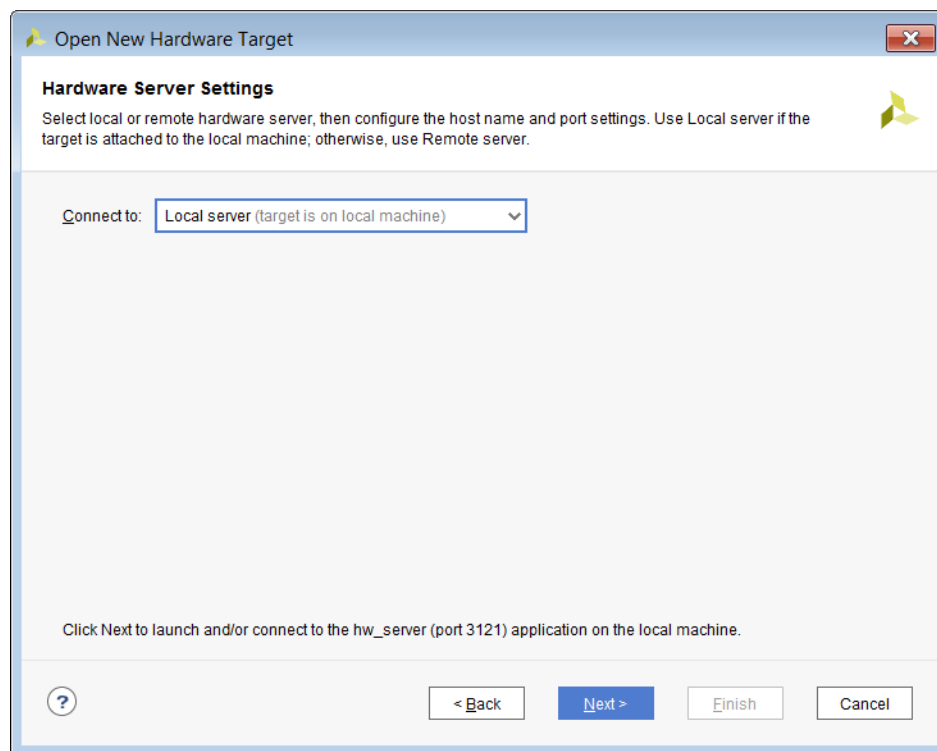 Open New Hardware Target
Hardware Server Settings
Select local or remote hardware server, then configure the host name and port settings. Use Local server if the
target is attached to the local machine; otherwise, use Remote server.
Connect to: Local server (target is on local machine)
Click Next to launch and/or connect to the hw_server (port 3121) application on the local machine.
? < Back Next > Finish Cancel